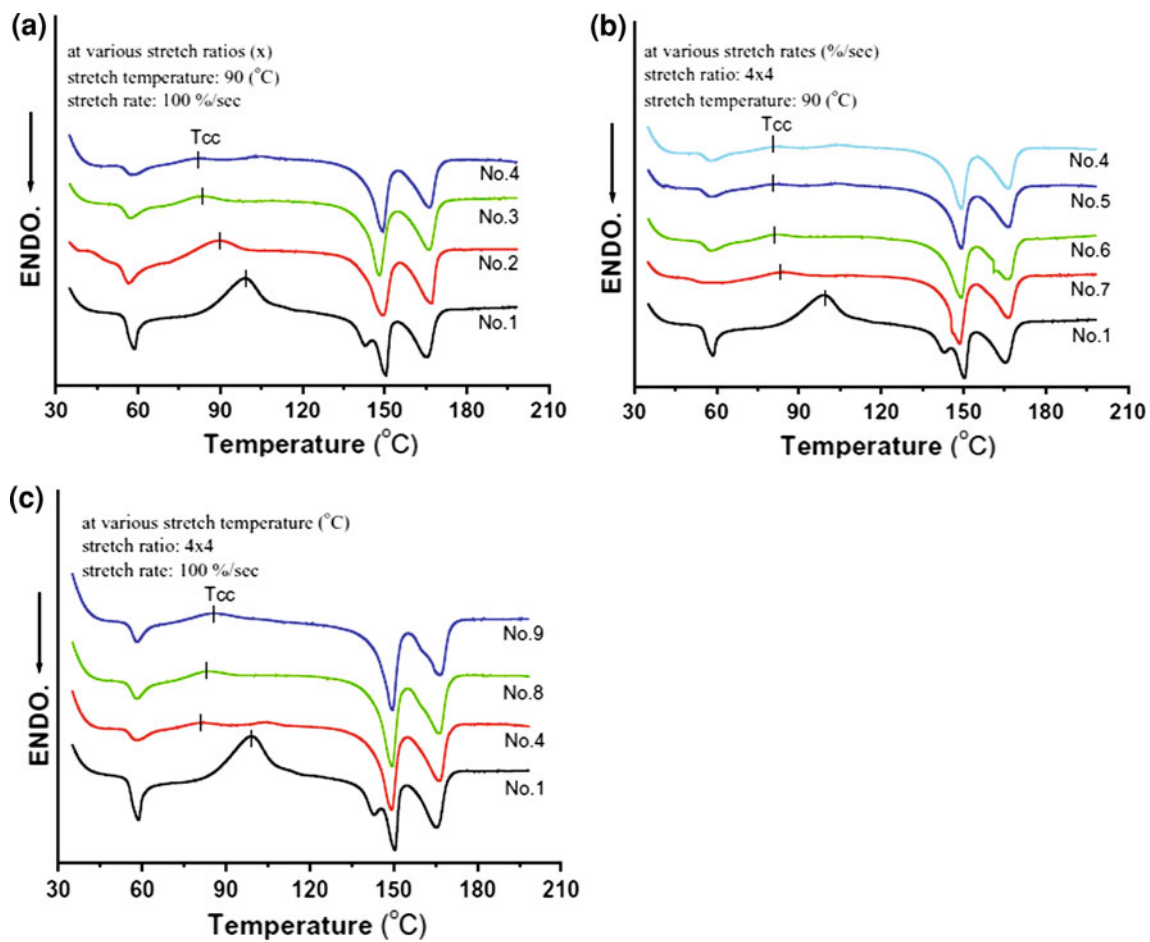 (a)
at various stretch ratios (x)
stretch temperature: 90 (°C)
stretch rate: 100 %/sec
Tcc
No.4
No.3
No.2
No.1
ENDO.
30 60 90 120 150 180 210
Temperature (°C)
(b)
at various stretch rates (%/sec)
stretch ratio: 4x4
stretch temperature: 90 (°C)
Tcc
No.4
No.5
No.6
No.7
No.1
ENDO.
30 60 90 120 150 180 210
Temperature (°C)
(c)
at various stretch temperature (°C)
stretch ratio: 4x4
stretch rate: 100 %/sec
Tcc
No.9
No.8
No.4
No.1
ENDO.
30 60 90 120 150 180 210
Temperature (°C)